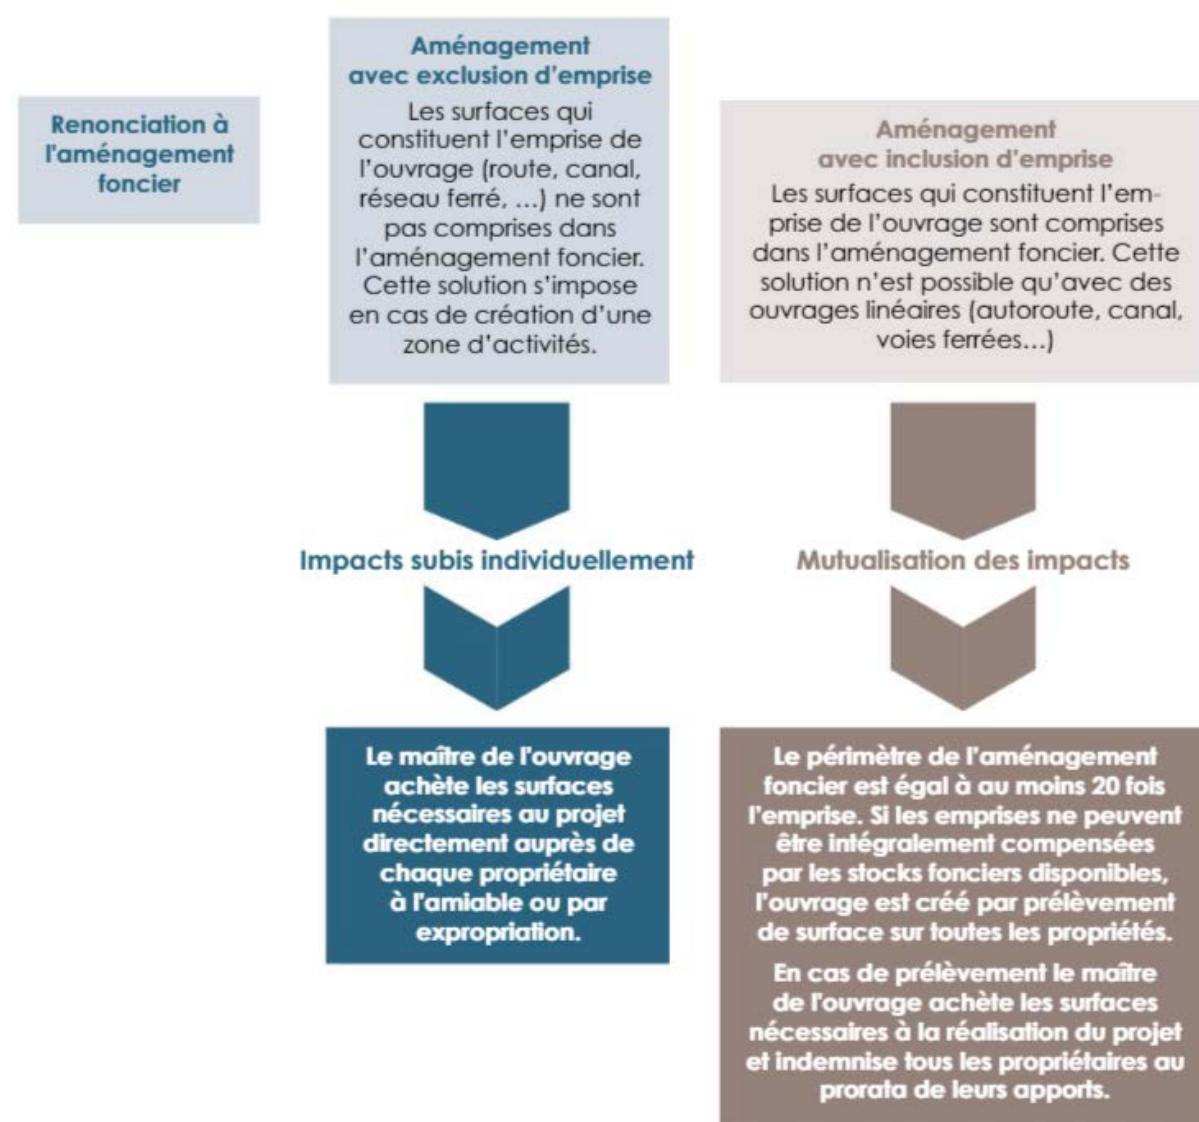 Renonciation à
l'aménagement
foncier
Aménagement
avec exclusion d'emprise
Les surfaces qui
constituent l'emprise de
l'ouvrage (route, canal,
réseau ferré, ...) ne sont
pas comprises dans
l'aménagement foncier.
Cette solution s'impose
en cas de création d'une
zone d'activités.
Impacts subis individuellement
Le maître de l'ouvrage
achète les surfaces
nécessaires au projet
directement auprès de
chaque propriétaire
à l'amiable ou par
expropriation.
Aménagement
avec inclusion d'emprise
Les surfaces qui constituent l'em-
prise de l'ouvrage sont comprises
dans l'aménagement foncier. Cette
solution n'est possible qu'avec des
ouvrages linéaires (autoroute, canal,
voies ferrées...)
Mutualisation des impacts
Le périmètre de l'aménagement
foncier est égal à au moins 20 fois
l'emprise. Si les emprises ne peuvent
être intégralement compensées
par les stocks fonciers disponibles,
l'ouvrage est créé par prélèvement
de surface sur toutes les propriétés.
En cas de prélèvement le maître
de l'ouvrage achète les surfaces
nécessaires à la réalisation du projet
et indemnise tous les propriétaires au
prorata de leurs apports.